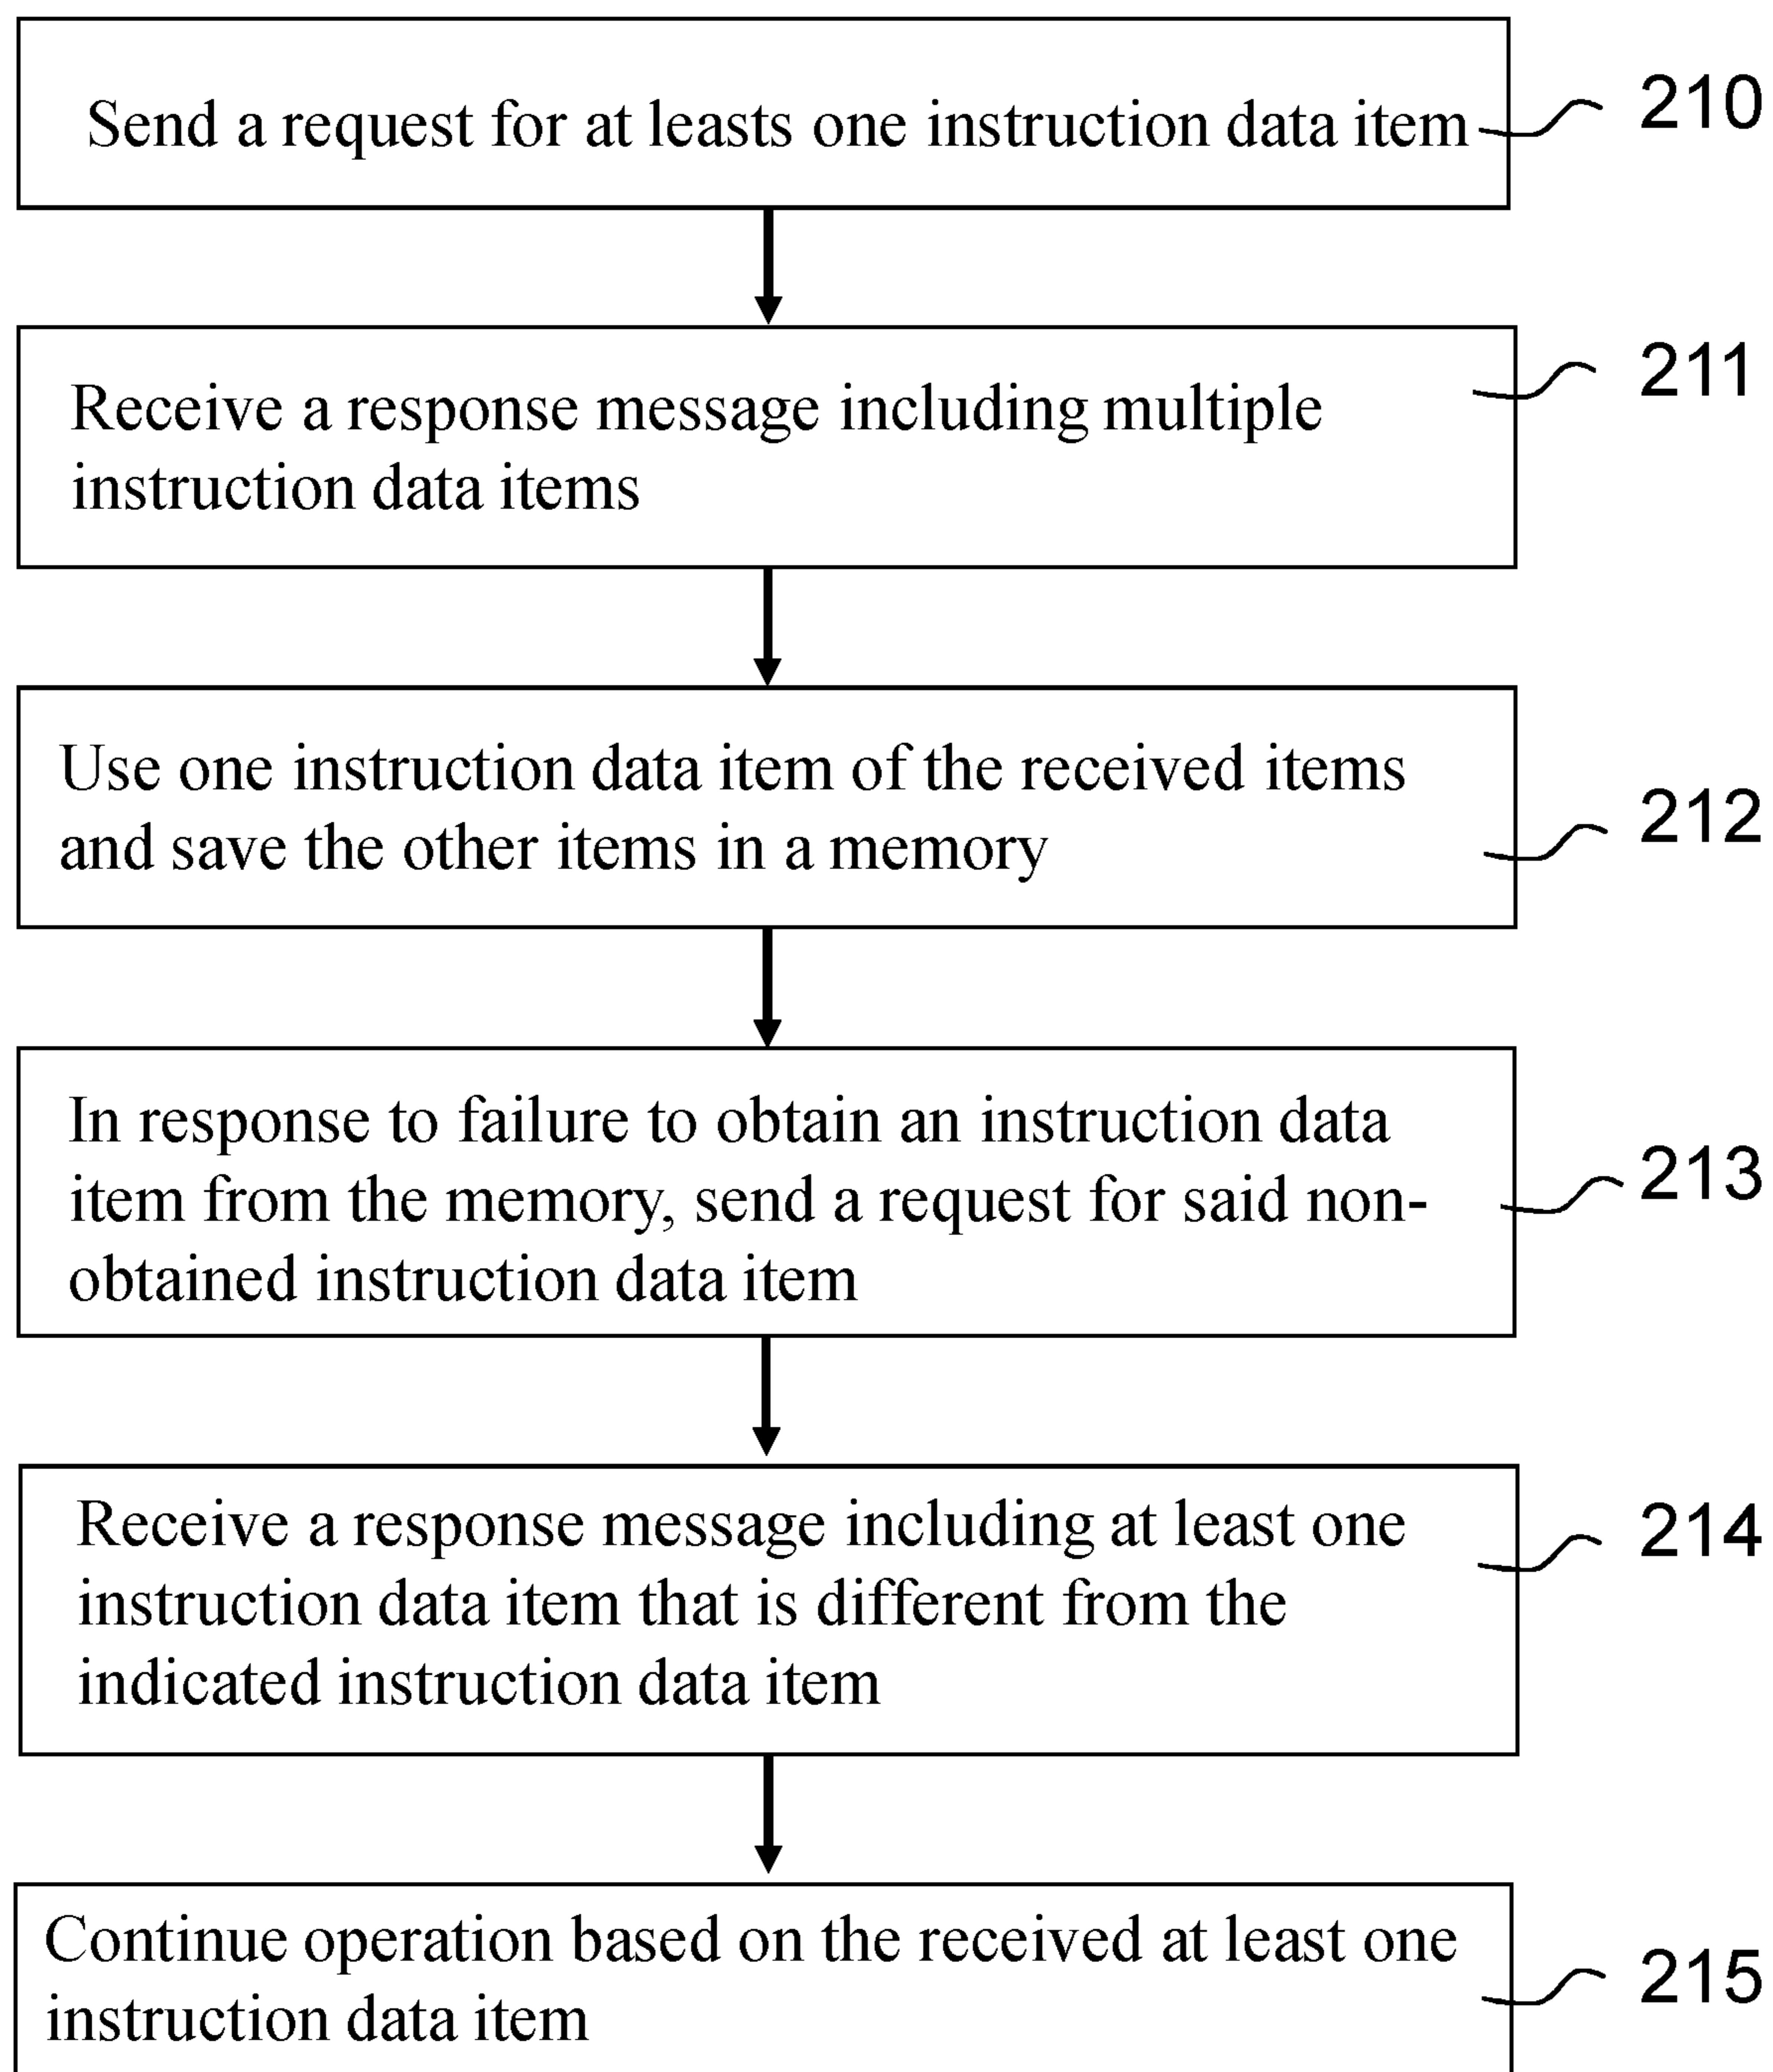 Send a request for at leasts one instruction data item
210
Receive a response message including multiple
instruction data items
211
Use one instruction data item of the received items
and save the other items in a memory
212
In response to failure to obtain an instruction data
item from the memory, send a request for said non-
obtained instruction data item
213
Receive a response message including at least one
instruction data item that is different from the
indicated instruction data item
214
Continue operation based on the received at least one
instruction data item
215